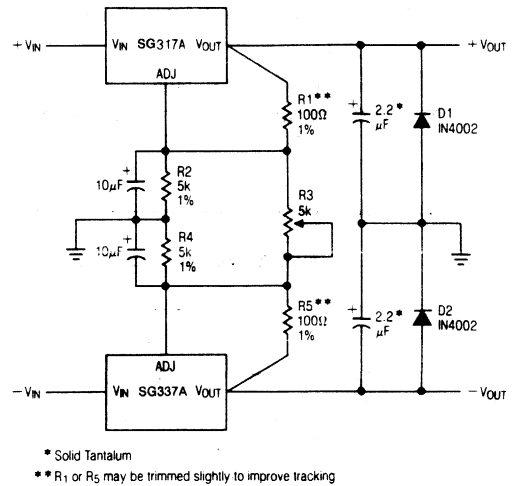 + VIN
VIN SG317A VOUT
ADJ
+ VOUT
R1**
100Ω
1%
+
2.2*
μF
D1
IN4002
+
10μF
R2
5k
1%
R3
5k
+
10μF
R4
5k
1%
R5**
100Ω
1%
+
2.2*
μF
D2
IN4002
ADJ
−VIN
VIN SG337A VOUT
−VOUT
* Solid Tantalum
** R1 or R5 may be trimmed slightly to improve tracking